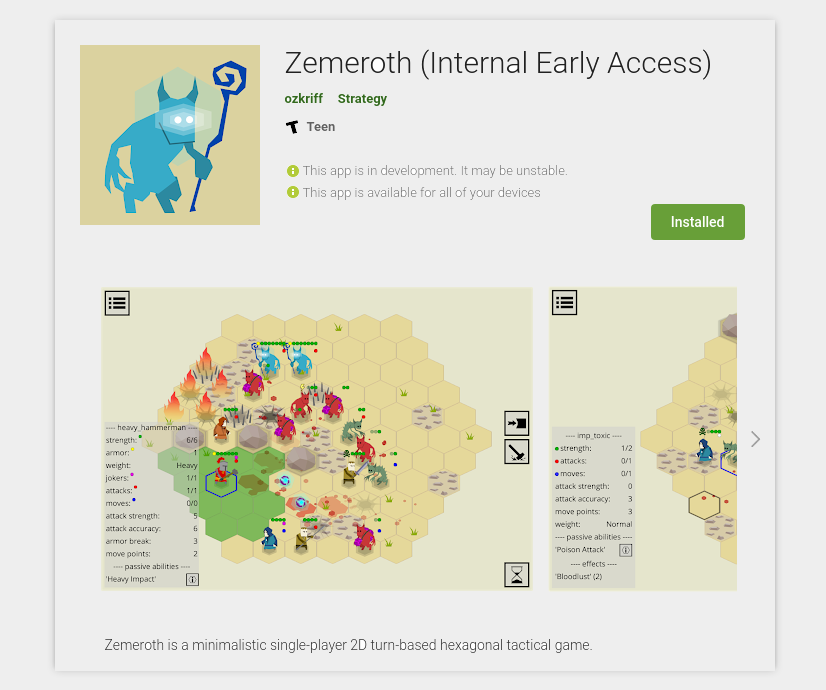 Zemeroth (Internal Early Access)
ozkriff Strategy
Teen
This app is in development. It may be unstable.
This app is available for all of your devices
Installed
---- heavy_hammerman ----
strength: 6/6
armor: 1
weight: Heavy
jokers: 1/1
attacks: 1/1
moves: 0/0
attack strength: 5
attack accuracy: 6
armor break: 3
move points: 2
---- passive abilities ----
'Heavy Impact'
---- imp_toxic ----
strength: 1/2
attacks: 0/1
moves: 0/1
attack strength: 0
attack accuracy: 3
move points: 3
weight: Normal
---- passive abilities ----
'Poison Attack'
---- effects ----
'Bloodlust' (2)
Zemeroth is a minimalistic single-player 2D turn-based hexagonal tactical game.